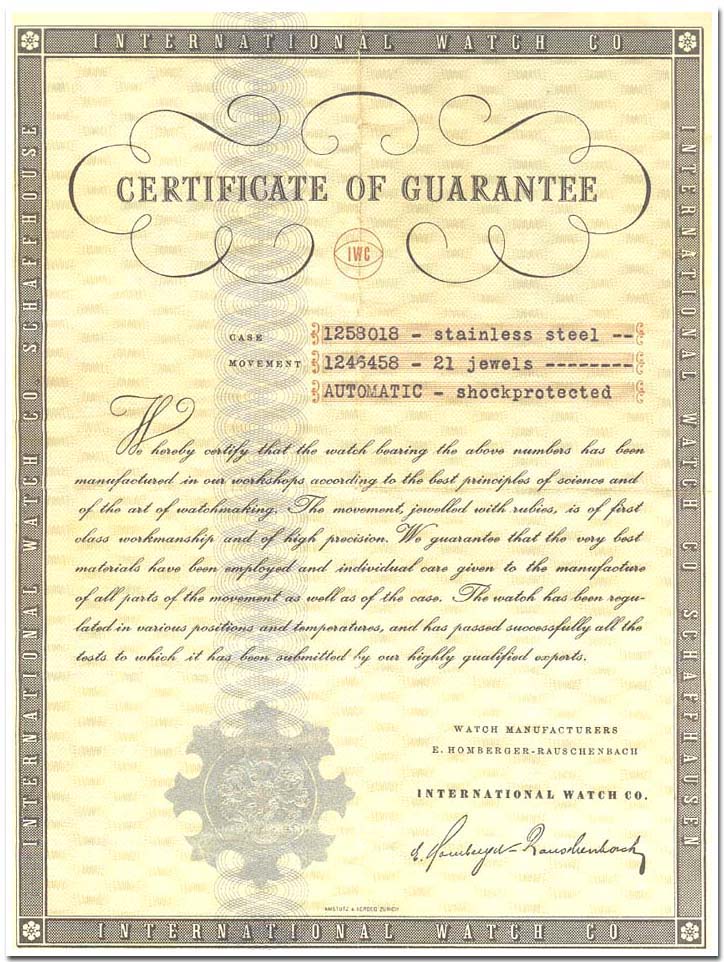 INTERNATIONAL WATCH CO.
INTERNATIONAL WATCH CO. SCHAFFHOUSE
INTERNATIONAL WATCH CO SCHAFFHAUSEN
CERTIFICATE OF GUARANTEE
IWC
CASE 1258018 - stainless steel --
MOVEMENT 1246458 - 21 jewels --------
AUTOMATIC - shockprotected
We hereby certify that the watch bearing the above numbers has been
manufactured in our workshops according to the best principles of science and
of the art of watchmaking. The movement, jewelled with rubies, is of first
class workmanship and of high precision. We guarantee that the very best
materials have been employed and individual care given to the manufacture
of all parts of the movement as well as of the case. The watch has been regu-
lated in various positions and temperatures, and has passed successfully all the
tests to which it has been submitted by our highly qualified experts.
WATCH MANUFACTURERS
E. HOMBERGER-RAUSCHENBACH
INTERNATIONAL WATCH CO.
E. Homberger-Rauschenbach
ZURICH
INTERNATIONAL WATCH CO.